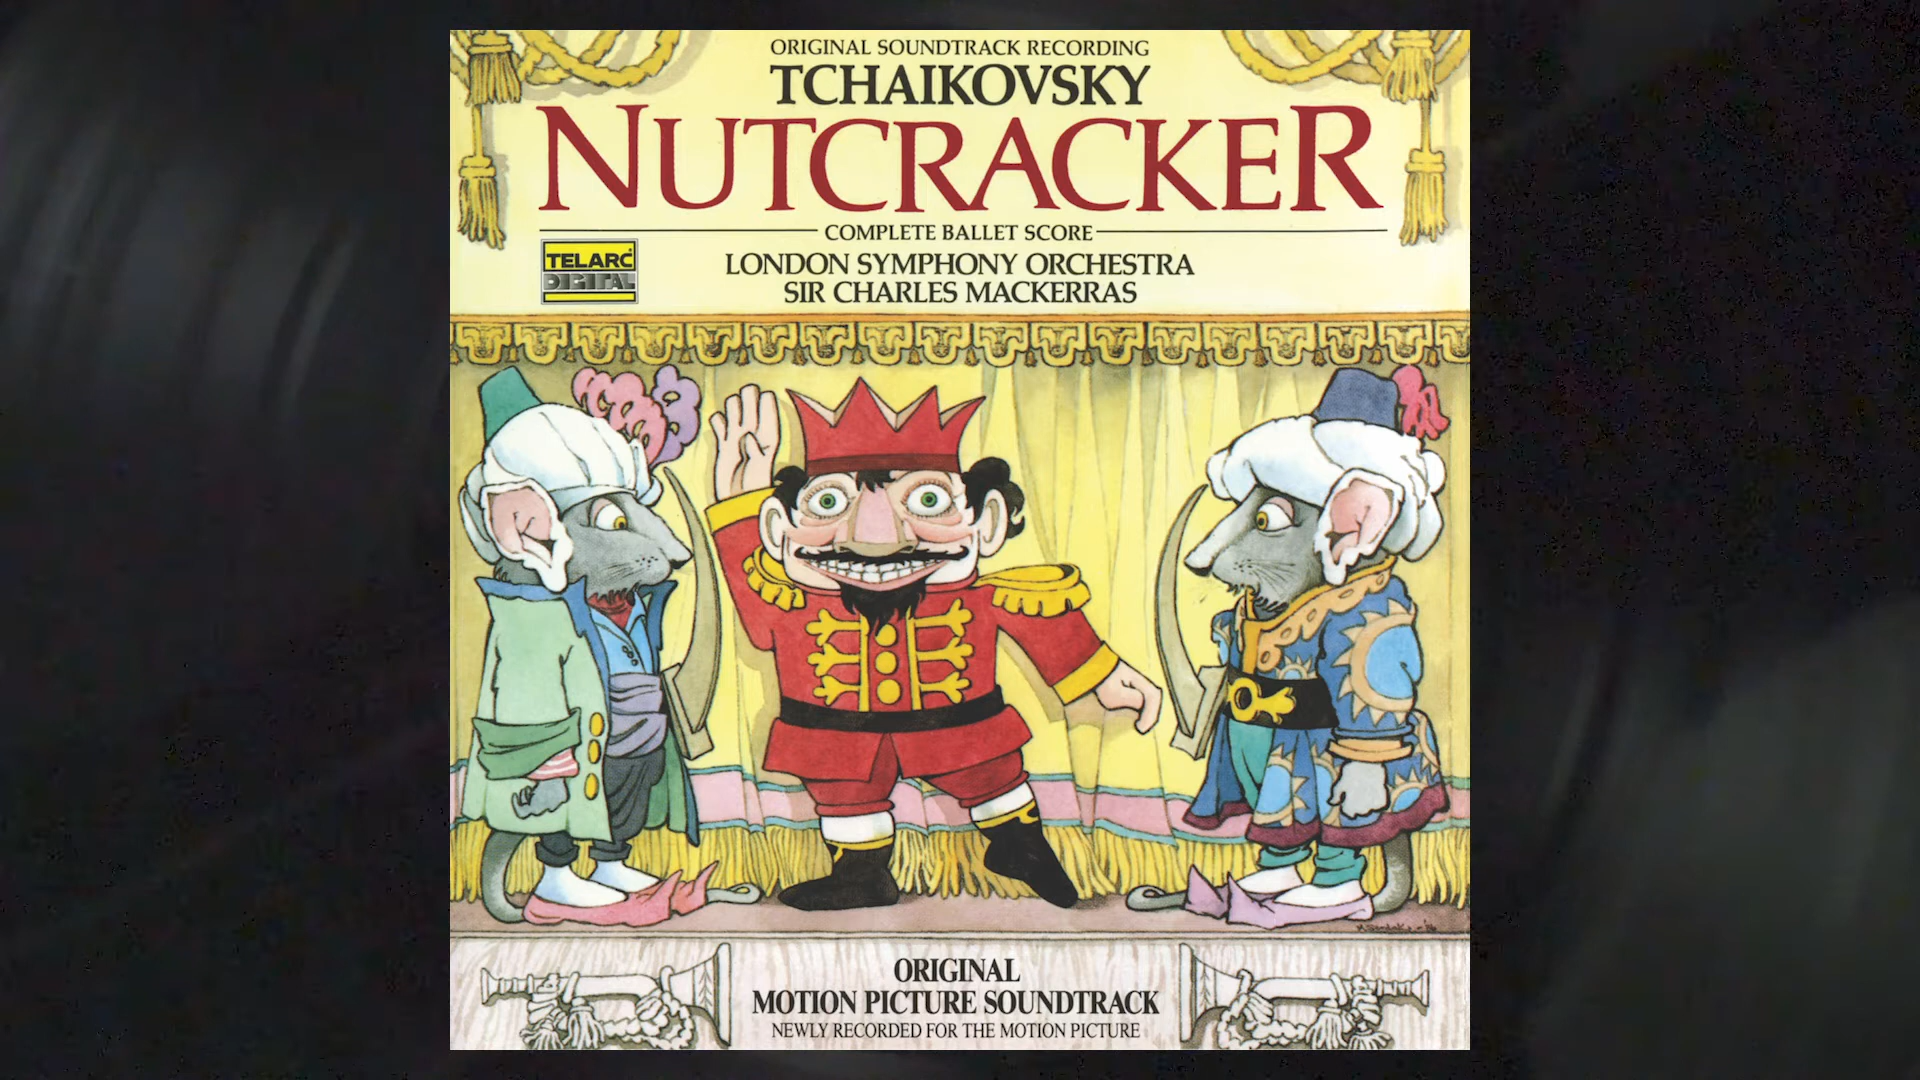 ORIGINAL SOUNDTRACK RECORDING
TCHAIKOVSKY
NUTCRACKER
COMPLETE BALLET SCORE
TELARC
DIGITAL
LONDON SYMPHONY ORCHESTRA
SIR CHARLES MACKERRAS
ORIGINAL
MOTION PICTURE SOUNDTRACK
NEWLY RECORDED FOR THE MOTION PICTURE